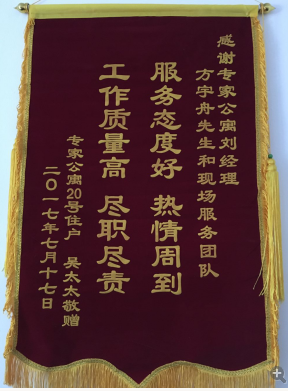 感谢专家公寓刘经理
方宇舟先生和现场服务团队
服务态度好 热情周到
工作质量高 尽职尽责
专家公寓20号住户 吴太太敬赠
二〇一七年七月十七日